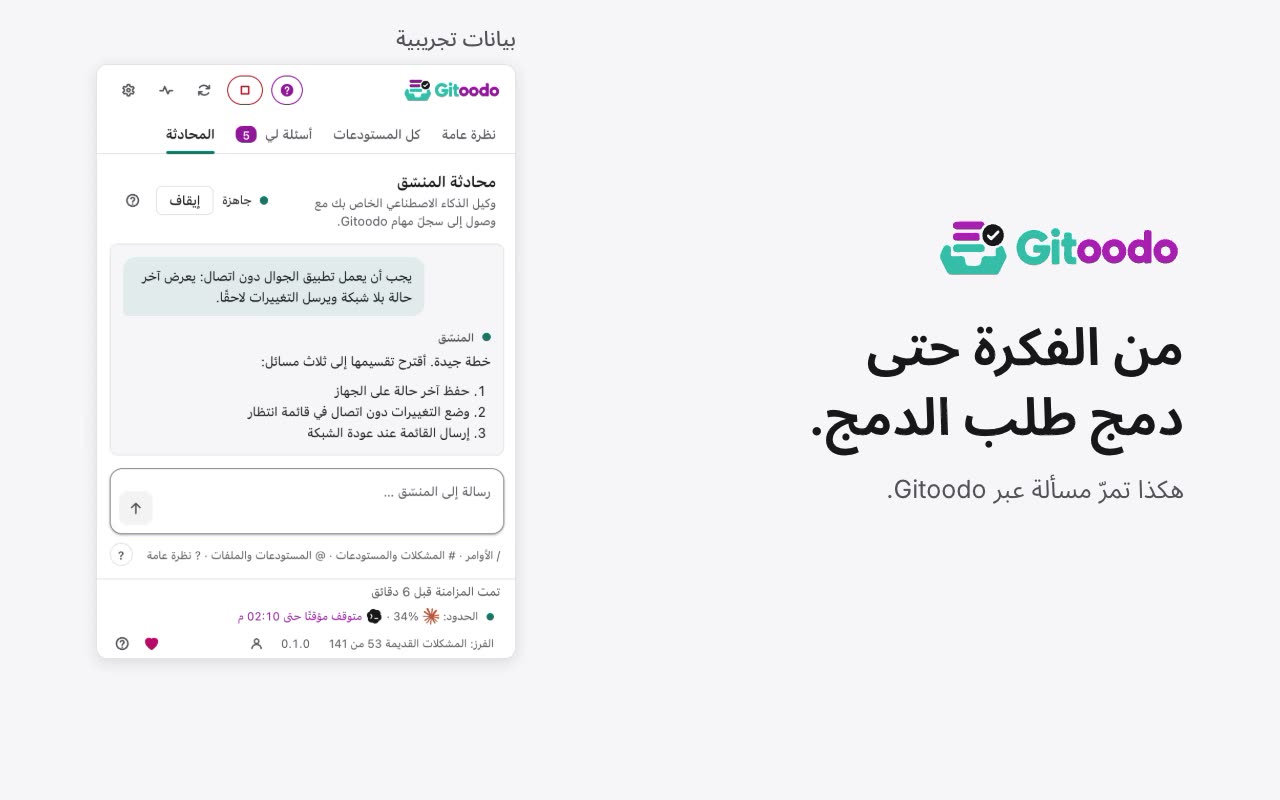 بيانات تجريبية
Gitoodo
نظرة عامة
كل المستودعات
أسئلة لي 5
المحادثة
محادثة المنسّق
وكيل الذكاء الاصطناعي الخاص بك مع
وصول إلى سجلّ مهام Gitoodo.
جاهزة
إيقاف
يجب أن يعمل تطبيق الجوال دون اتصال: يعرض آخر
حالة بلا شبكة ويرسل التغييرات لاحقًا.
المنسّق
خطة جيدة. أقترح تقسيمها إلى ثلاث مسائل:
1. حفظ آخر حالة على الجهاز
2. وضع التغييرات دون اتصال في قائمة انتظار
3. إرسال القائمة عند عودة الشبكة
رسالة إلى المنسّق ...
/ الأوامر · # المشكلات والمستودعات · @ المستودعات والملفات · ? نظرة عامة
?
تمت المزامنة قبل 6 دقائق
الحدود: 34% · متوقف مؤقتًا حتى 02:10 م
الفرز: المشكلات القديمة 53 من 141
0.1.0
Gitoodo
من الفكرة حتى
دمج طلب الدمج.
هكذا تمرّ مسألة عبر Gitoodo.